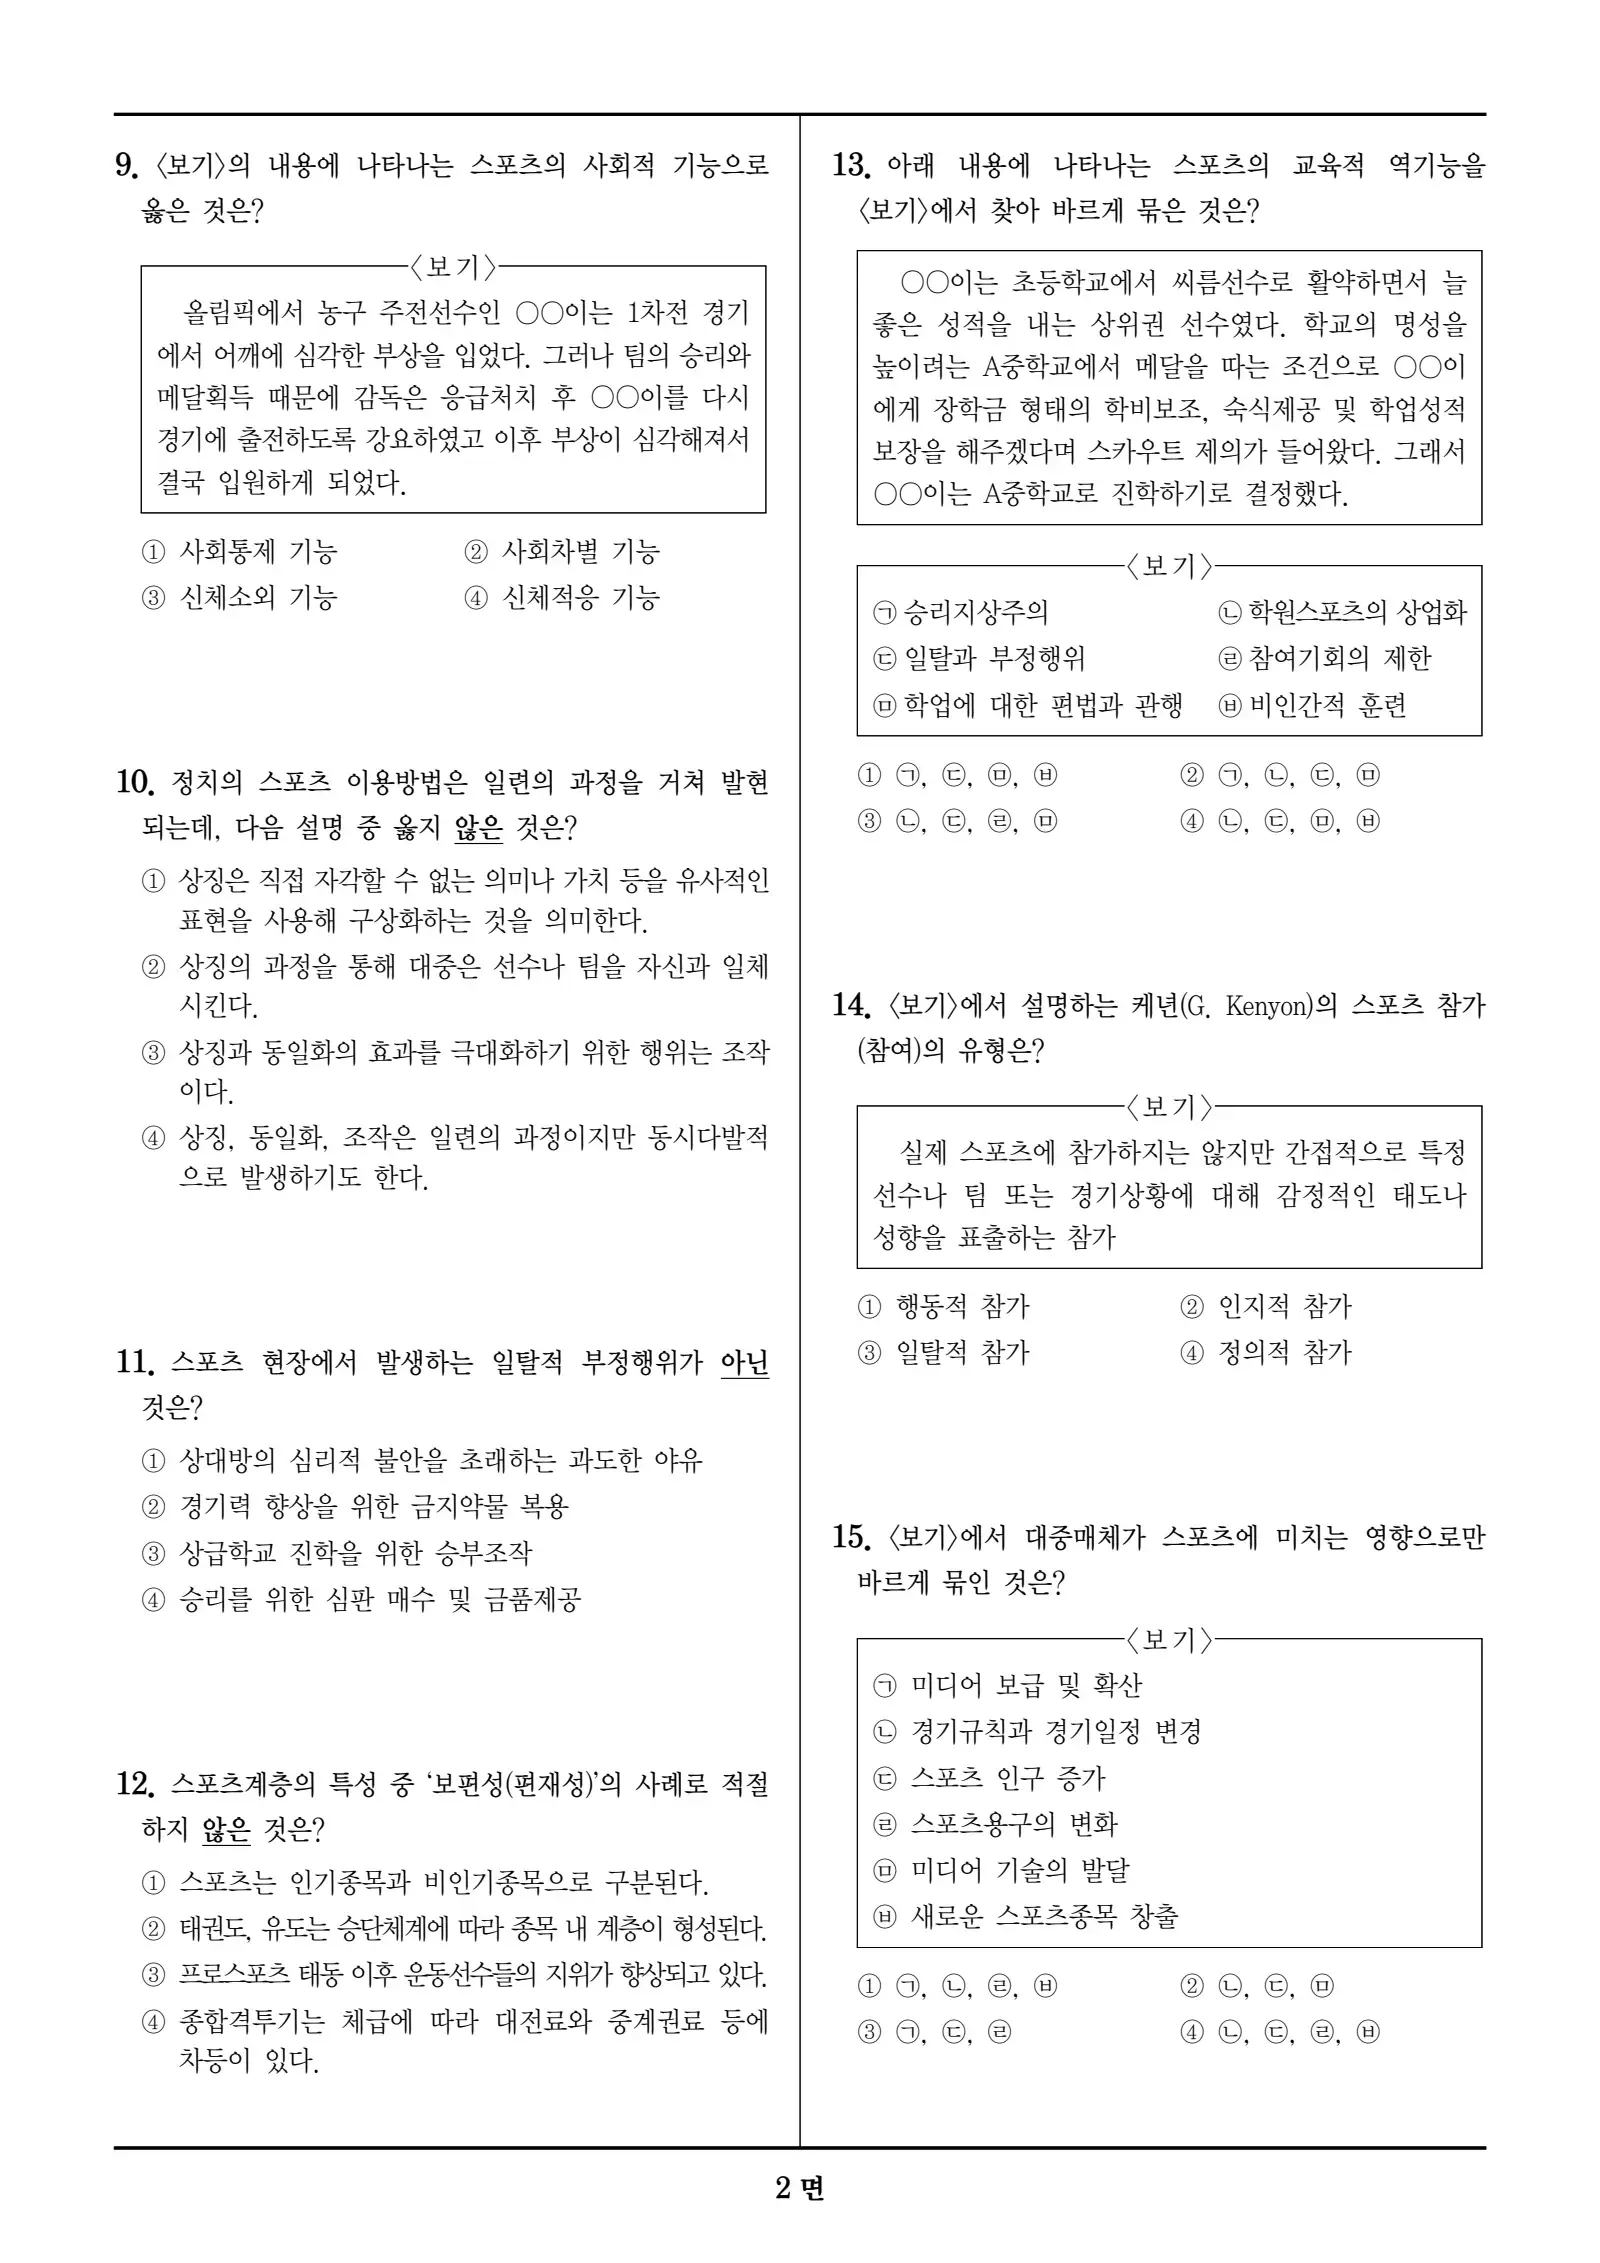 9. 〈보기〉의 내용에 나타나는 스포츠의 사회적 기능으로
옳은 것은?
〈보기〉
올림픽에서 농구 주전선수인 ○○이는 1차전 경기
에서 어깨에 심각한 부상을 입었다. 그러나 팀의 승리와
메달획득 때문에 감독은 응급처치 후 ○○이를 다시
경기에 출전하도록 강요하였고 이후 부상이 심각해져서
결국 입원하게 되었다.
① 사회통제 기능 ② 사회차별 기능
③ 신체소외 기능 ④ 신체적응 기능
10. 정치의 스포츠 이용방법은 일련의 과정을 거쳐 발현
되는데, 다음 설명 중 옳지 않은 것은?
① 상징은 직접 자각할 수 없는 의미나 가치 등을 유사적인
표현을 사용해 구상화하는 것을 의미한다.
② 상징의 과정을 통해 대중은 선수나 팀을 자신과 일체
시킨다.
③ 상징과 동일화의 효과를 극대화하기 위한 행위는 조작
이다.
④ 상징, 동일화, 조작은 일련의 과정이지만 동시다발적
으로 발생하기도 한다.
11. 스포츠 현장에서 발생하는 일탈적 부정행위가 아닌
것은?
① 상대방의 심리적 불안을 초래하는 과도한 야유
② 경기력 향상을 위한 금지약물 복용
③ 상급학교 진학을 위한 승부조작
④ 승리를 위한 심판 매수 및 금품제공
12. 스포츠계층의 특성 중 ‘보편성(편재성)’의 사례로 적절
하지 않은 것은?
① 스포츠는 인기종목과 비인기종목으로 구분된다.
② 태권도, 유도는 승단체계에 따라 종목 내 계층이 형성된다.
③ 프로스포츠 태동 이후 운동선수들의 지위가 향상되고 있다.
④ 종합격투기는 체급에 따라 대전료와 중계권료 등에
차등이 있다.
13. 아래 내용에 나타나는 스포츠의 교육적 역기능을
〈보기〉에서 찾아 바르게 묶은 것은?
○○이는 초등학교에서 씨름선수로 활약하면서 늘
좋은 성적을 내는 상위권 선수였다. 학교의 명성을
높이려는 A중학교에서 메달을 따는 조건으로 ○○이
에게 장학금 형태의 학비보조, 숙식제공 및 학업성적
보장을 해주겠다며 스카우트 제의가 들어왔다. 그래서
○○이는 A중학교로 진학하기로 결정했다.
〈보기〉
㉠ 승리지상주의 ㉡ 학원스포츠의 상업화
㉢ 일탈과 부정행위 ㉣ 참여기회의 제한
㉤ 학업에 대한 편법과 관행 ㉥ 비인간적 훈련
① ㉠, ㉢, ㉤, ㉥ ② ㉠, ㉡, ㉢, ㉤
③ ㉡, ㉢, ㉣, ㉤ ④ ㉡, ㉢, ㉤, ㉥
14. 〈보기〉에서 설명하는 케년(G. Kenyon)의 스포츠 참가
(참여)의 유형은?
〈보기〉
실제 스포츠에 참가하지는 않지만 간접적으로 특정
선수나 팀 또는 경기상황에 대해 감정적인 태도나
성향을 표출하는 참가
① 행동적 참가 ② 인지적 참가
③ 일탈적 참가 ④ 정의적 참가
15. 〈보기〉에서 대중매체가 스포츠에 미치는 영향으로만
바르게 묶인 것은?
〈보기〉
㉠ 미디어 보급 및 확산
㉡ 경기규칙과 경기일정 변경
㉢ 스포츠 인구 증가
㉣ 스포츠용구의 변화
㉤ 미디어 기술의 발달
㉥ 새로운 스포츠종목 창출
① ㉠, ㉡, ㉣, ㉥ ② ㉡, ㉢, ㉤
③ ㉠, ㉢, ㉣ ④ ㉡, ㉢, ㉣, ㉥
2 면